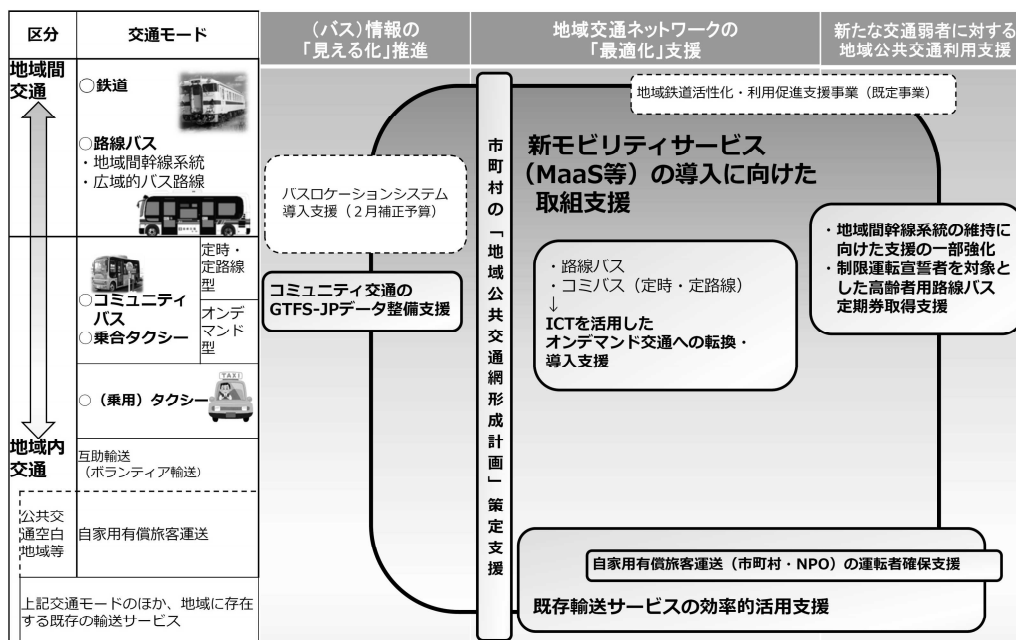 区分
交通モード
（バス）情報の
「見える化」推進
地域交通ネットワークの
「最適化」支援
新たな交通弱者に対する
地域公共交通利用支援
地域間
交通
○鉄道
○路線バス
・地域間幹線系統
・広域的バス路線
○コミュニティ
バス
○乗合タクシー
定時・
定路線
型
オンデ
マンド
型
○（乗用）タクシー
TAXI
地域内
交通
互助輸送
（ボランティア輸送）
公共交
通空白
地域等
自家用有償旅客運送
上記交通モードのほか、地域に存在
する既存の輸送サービス
バスロケーションシステム
導入支援（２月補正予算）
コミュニティ交通の
GTFS-JPデータ整備支援
市町村の「地域公共交通網形成計画」策定支援
地域鉄道活性化・利用促進支援事業（既定事業）
新モビリティサービス
（MaaS等）の導入に向けた
取組支援
・路線バス
・コミバス（定時・定路線）
↓
ICTを活用した
オンデマンド交通への転換・
導入支援
・地域間幹線系統の維持に
向けた支援の一部強化
・制限運転宣誓者を対象と
した高齢者用路線バス
定期券取得支援
自家用有償旅客運送（市町村・NPO）の運転者確保支援
既存輸送サービスの効率的活用支援